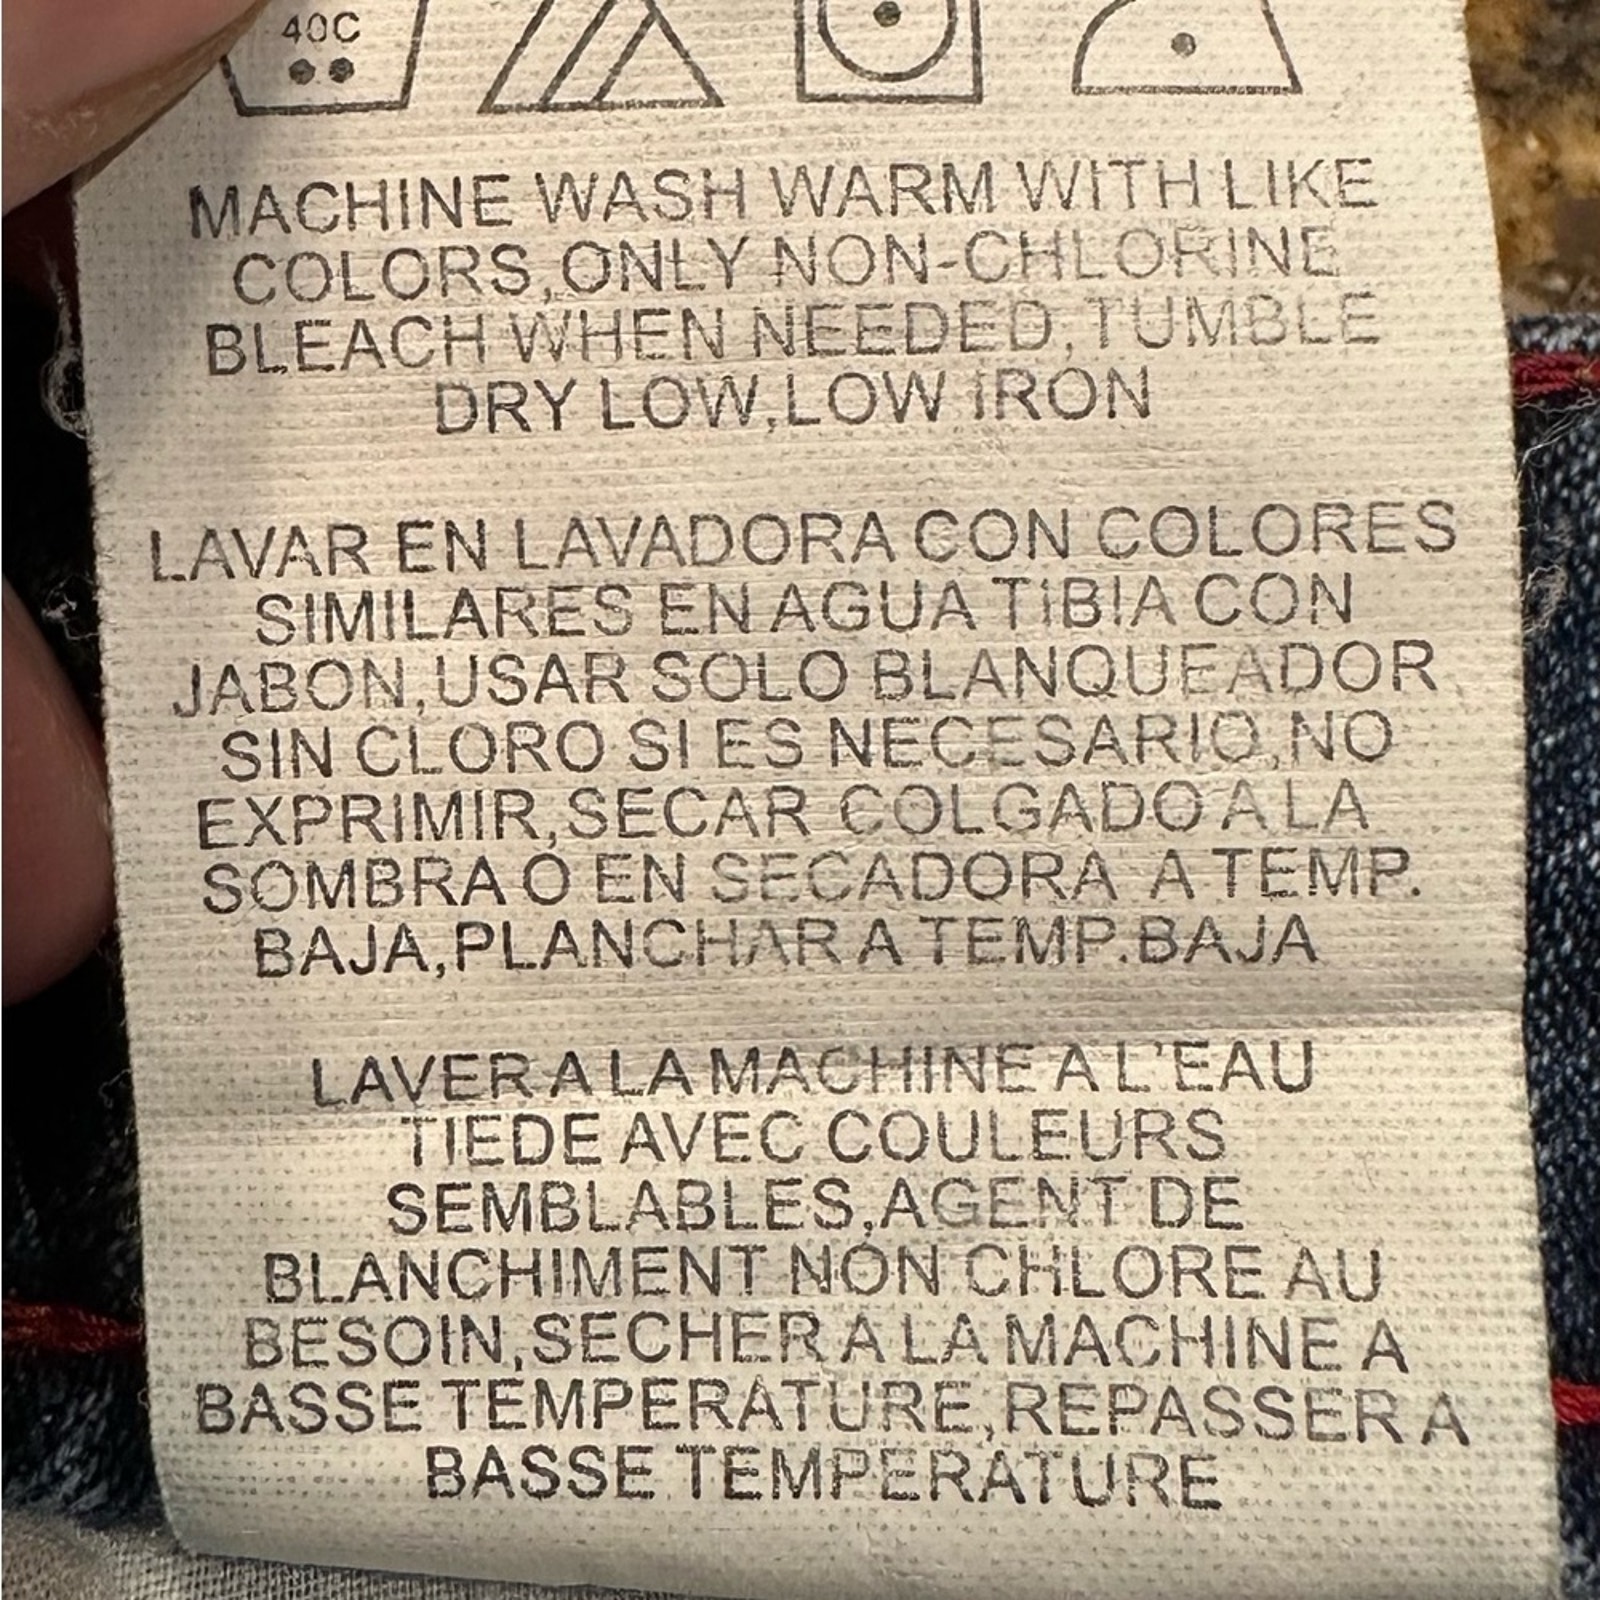 40C
MACHINE WASH WARM WITH LIKE
COLORS,ONLY NON-CHLORINE
BLEACH WHEN NEEDED,TUMBLE
DRY LOW,LOW IRON
LAVAR EN LAVADORA CON COLORES
SIMILARES EN AGUA TIBIA CON
JABON,USAR SOLO BLANQUEADOR
SIN CLORO SI ES NECESARIO,NO
EXPRIMIR,SECAR COLGADO A LA
SOMBRA O EN SECADORA A TEMP.
BAJA,PLANCHAR A TEMP.BAJA
LAVER A LA MACHINE A L'EAU
TIEDE AVEC COULEURS
SEMBLABLES,AGENT DE
BLANCHIMENT NON CHLORE AU
BESOIN,SECHER A LA MACHINE A
BASSE TEMPERATURE,REPASSER A
BASSE TEMPERATURE